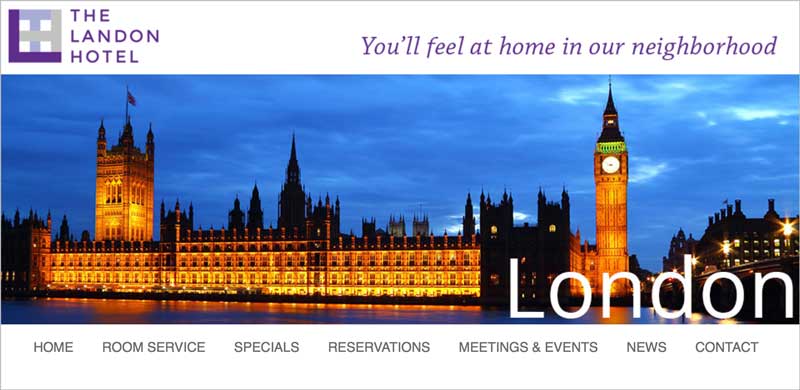 THE
LANDON
HOTEL
You'll feel at home in our neighborhood
London
HOME ROOM SERVICE SPECIALS RESERVATIONS MEETINGS & EVENTS NEWS CONTACT